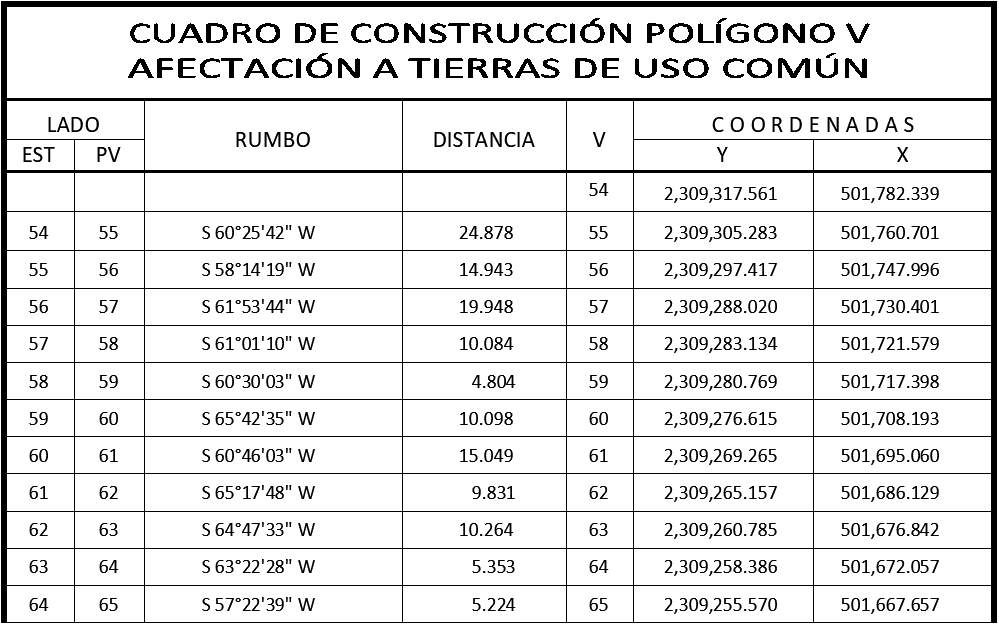 CUADRO DE CONSTRUCCIÓN POLÍGONO V
AFECTACIÓN A TIERRAS DE USO COMÚN
LADO RUMBO DISTANCIA V C O O R D E N A D A S
EST PV Y X
54 2,309,317.561 501,782.339
54 55 S 60°25'42" W 24.878 55 2,309,305.283 501,760.701
55 56 S 58°14'19" W 14.943 56 2,309,297.417 501,747.996
56 57 S 61°53'44" W 19.948 57 2,309,288.020 501,730.401
57 58 S 61°01'10" W 10.084 58 2,309,283.134 501,721.579
58 59 S 60°30'03" W 4.804 59 2,309,280.769 501,717.398
59 60 S 65°42'35" W 10.098 60 2,309,276.615 501,708.193
60 61 S 60°46'03" W 15.049 61 2,309,269.265 501,695.060
61 62 S 65°17'48" W 9.831 62 2,309,265.157 501,686.129
62 63 S 64°47'33" W 10.264 63 2,309,260.785 501,676.842
63 64 S 63°22'28" W 5.353 64 2,309,258.386 501,672.057
64 65 S 57°22'39" W 5.224 65 2,309,255.570 501,667.657